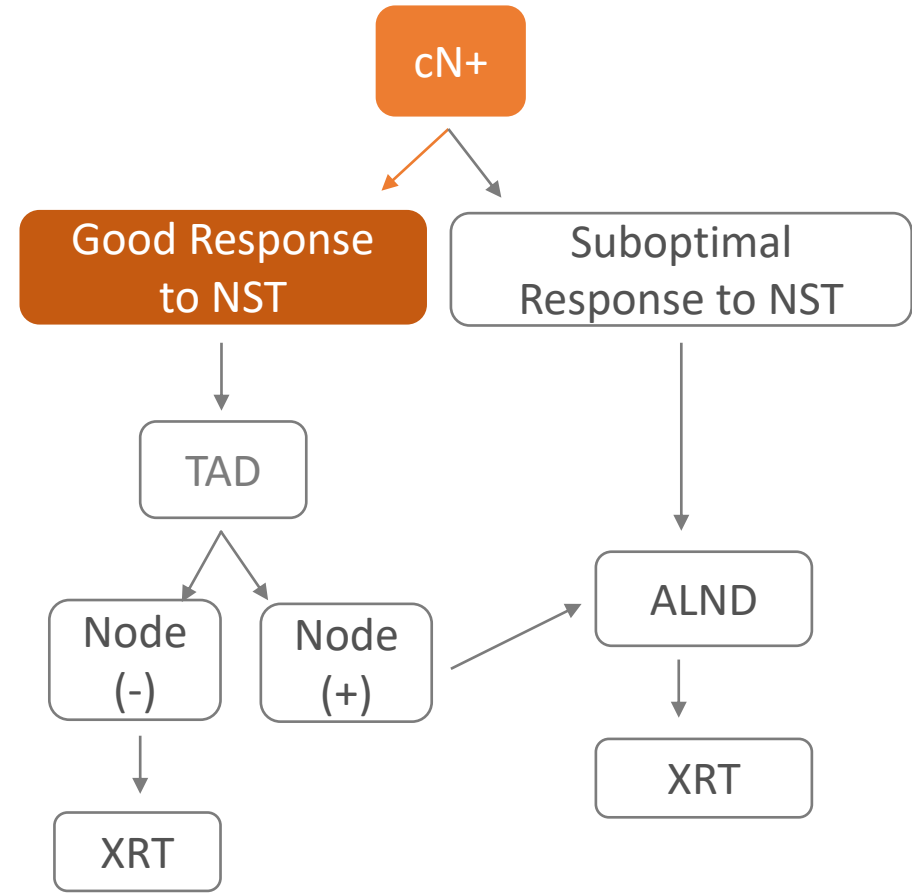 cN+
Good Response
to NST
Suboptimal
Response to NST
TAD
Node
(-)
Node
(+)
ALND
XRT
XRT